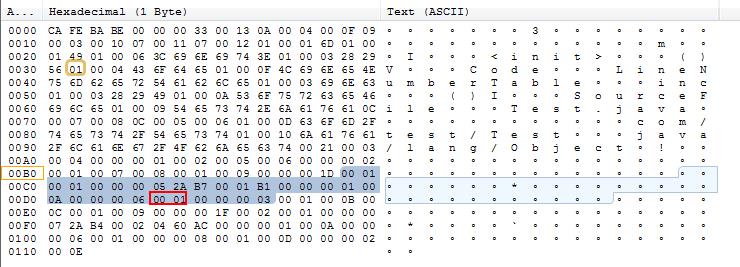 A... Hexadecimal (1 Byte) Text (ASCII)
0000 CA FE BA BE 00 00 00 33 00 13 0A 00 04 00 0F 09 ° ° ° ° ° ° ° 3 ° ° ° ° ° ° ° °
0010 00 03 00 10 07 00 11 07 00 12 01 00 01 6D 01 00 ° ° ° ° ° ° ° ° ° ° ° ° ° m ° °
0020 01 49 01 00 06 3C 69 6E 69 74 3E 01 00 03 28 29 ° I ° ° ° < i n i t > ° ° ° ( )
0030 56 01 00 04 43 6F 64 65 01 00 0F 4C 69 6E 65 4E V ° ° ° C o d e ° ° ° L i n e N
0040 75 6D 62 65 72 54 61 62 6C 65 01 00 03 69 6E 63 u m b e r T a b l e ° ° ° i n c
0050 01 00 03 28 29 49 01 00 0A 53 6F 75 72 63 65 46 ° ° ° ( ) I ° ° ° S o u r c e F
0060 69 6C 65 01 00 09 54 65 73 74 2E 6A 61 76 61 0C i l e ° ° ° T e s t . j a v a °
0070 00 07 00 08 0C 00 05 00 06 01 00 0D 63 6F 6D 2F ° ° ° ° ° ° ° ° ° ° ° ° c o m /
0080 74 65 73 74 2F 54 65 73 74 01 00 10 6A 61 76 61 t e s t / T e s t ° ° ° j a v a
0090 2F 6C 61 6E 67 2F 4F 62 6A 65 63 74 00 21 00 03 / l a n g / O b j e c t ° ! ° °
00A0 00 04 00 00 00 01 00 02 00 05 00 06 00 00 00 02 ° ° ° ° ° ° ° ° ° ° ° ° ° ° ° °
00B0 00 01 00 07 00 08 00 01 00 09 00 00 00 1D 00 01 ° ° ° ° ° ° ° ° ° ° ° ° ° ° ° °
00C0 00 01 00 00 00 05 2A B7 00 01 B1 00 00 00 01 00 ° ° ° ° ° ° * ° ° ° ° ° ° ° ° °
00D0 0A 00 00 00 06 00 01 00 00 00 03 00 01 00 0B 00 ° ° ° ° ° ° ° ° ° ° ° ° ° ° ° °
00E0 0C 00 01 00 09 00 00 00 1F 00 02 00 01 00 00 00 ° ° ° ° ° ° ° ° ° ° ° ° ° ° ° °
00F0 07 2A B4 00 02 04 60 AC 00 00 00 01 00 0A 00 00 ° * ° ° ° ° ` ° ° ° ° ° ° ° ° °
0100 00 06 00 01 00 00 00 08 00 01 00 0D 00 00 00 02 ° ° ° ° ° ° ° ° ° ° ° ° ° ° ° °
0110 00 0E ° °